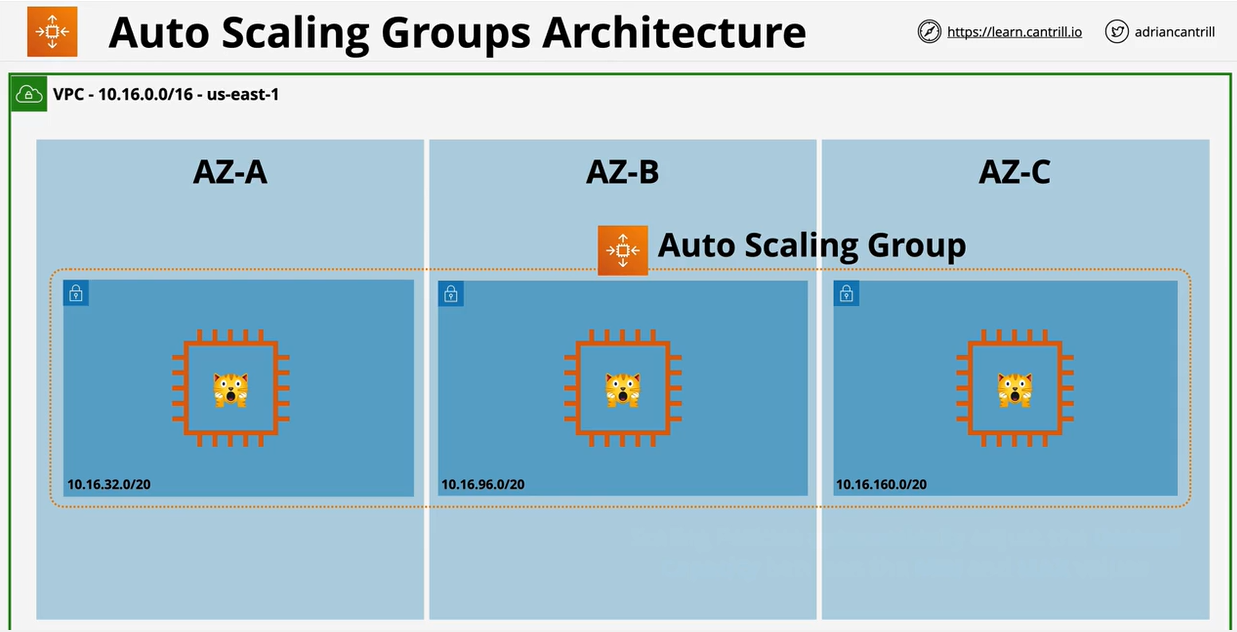 Auto Scaling Groups Architecture
https://learn.cantrill.io
adriancantrill
VPC - 10.16.0.0/16 - us-east-1
AZ-A
AZ-B
AZ-C
Auto Scaling Group
10.16.32.0/20
10.16.96.0/20
10.16.160.0/20